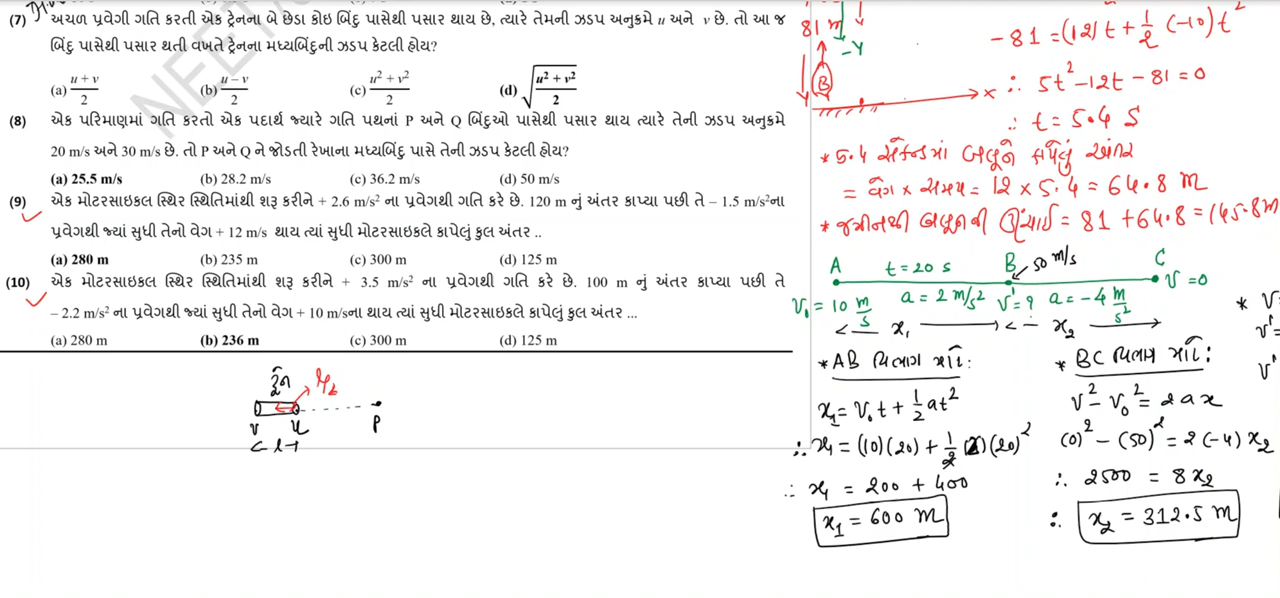 (7) અચળ પ્રવેગી ગતિ કરતી એક ટ્રેનના બે છેડા કોઇ બિંદુ પાસેથી પસાર થાય છે, ત્યારે તેમની ઝડપ અનુક્રમે u અને v છે. તો આ જ
બિંદુ પાસેથી પસાર થતી વખતે ટ્રેનના મધ્યબિંદુની ઝડપ કેટલી હોય?
(a) (u + v)/2 (b) (u − v)/2 (c) (u² + v²)/2 (d) √((u² + v²)/2)
(8) એક પરિમાણમાં ગતિ કરતો એક પદાર્થ જ્યારે ગતિ પથનાં P અને Q બિંદુઓ પાસેથી પસાર થાય ત્યારે તેની ઝડપ અનુક્રમે
20 m/s અને 30 m/s છે. તો P અને Q ને જોડતી રેખાના મધ્યબિંદુ પાસે તેની ઝડપ કેટલી હોય?
(a) 25.5 m/s (b) 28.2 m/s (c) 36.2 m/s (d) 50 m/s
(9) એક મોટરસાઇકલ સ્થિર સ્થિતિમાંથી શરૂ કરીને + 2.6 m/s² ના પ્રવેગથી ગતિ કરે છે. 120 m નું અંતર કાપ્યા પછી તે – 1.5 m/s²ના
પ્રવેગથી જ્યાં સુધી તેનો વેગ + 12 m/s થાય ત્યાં સુધી મોટરસાઇકલે કાપેલું કુલ અંતર ..
(a) 280 m (b) 235 m (c) 300 m (d) 125 m
(10) એક મોટરસાઇકલ સ્થિર સ્થિતિમાંથી શરૂ કરીને + 3.5 m/s² ના પ્રવેગથી ગતિ કરે છે. 100 m નું અંતર કાપ્યા પછી તે
– 2.2 m/s² ના પ્રવેગથી જ્યાં સુધી તેનો વેગ + 10 m/sના થાય ત્યાં સુધી મોટરસાઇકલે કાપેલું કુલ અંતર ...
(a) 280 m (b) 236 m (c) 300 m (d) 125 m
ટ્રેન
v u P
81 m
-Y
B
x
-81 = (12)t + 1/2 (-10)t²
∴ 5t² - 12t - 81 = 0
∴ t = 5.4 S
* 5.4 સેકન્ડમાં બલૂને કાપેલું અંતર
= વેગ × સમય = 12 × 5.4 = 64.8 m
* જમીનથી બલૂનની ઊંચાઈ = 81 + 64.8 = 145.8 m
A t = 20 s B 50 m/s C v = 0
v₀ = 10 m/s a = 2 m/s² v' = ? a = -4 m/s²
x₁ x₂
* AB વિભાગ માટે:
x₁ = v₀t + 1/2 at²
∴ x₁ = (10)(20) + 1/2 (2)(20)²
∴ x₁ = 200 + 400
x₁ = 600 m
* BC વિભાગ માટે:
v² - v₀² = 2ax
(0)² - (50)² = 2(-4)x₂
∴ 2500 = 8x₂
∴ x₂ = 312.5 m
* v
v'
v'